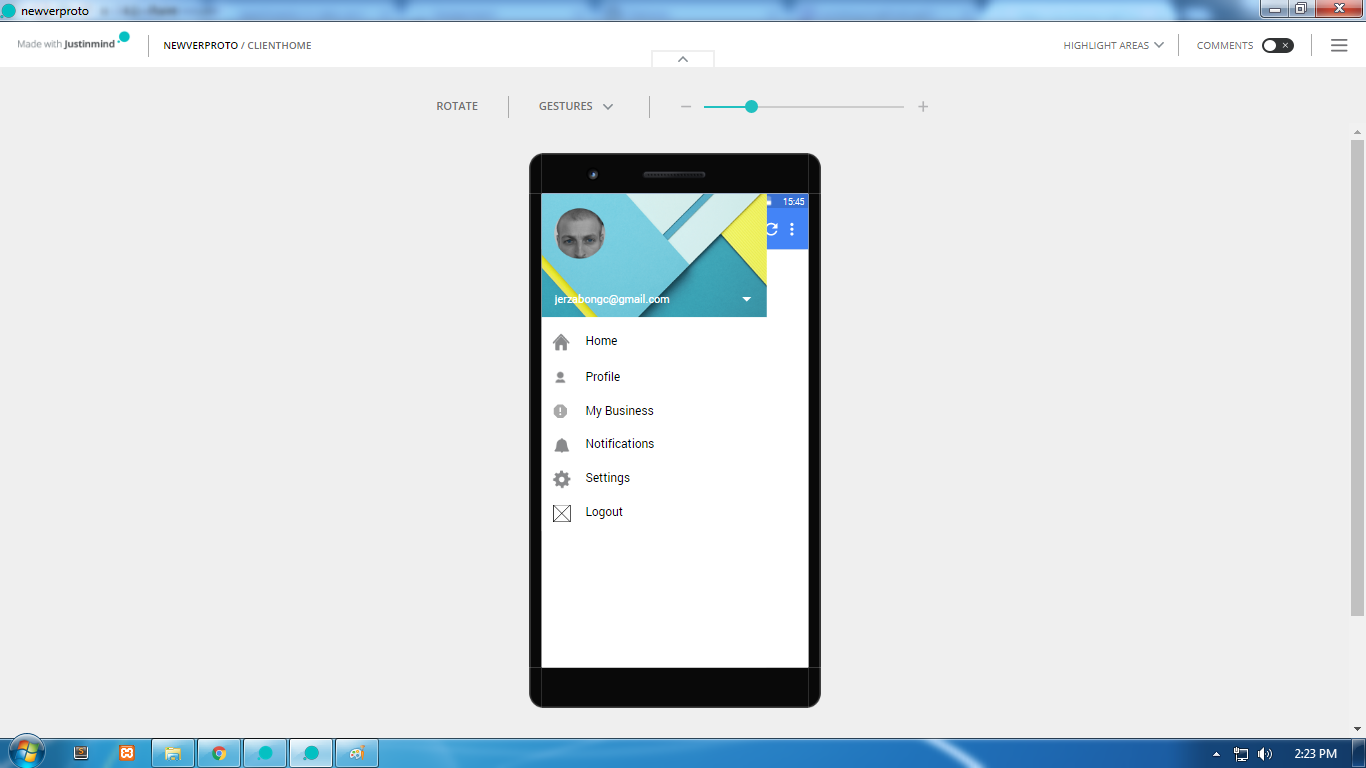 newverproto
Made with Justinmind
NEWVERPROTO / CLIENTHOME
HIGHLIGHT AREAS
COMMENTS
ROTATE
GESTURES
15:45
jerzabongc@gmail.com
Home
Profile
My Business
Notifications
Settings
Logout
2:23 PM